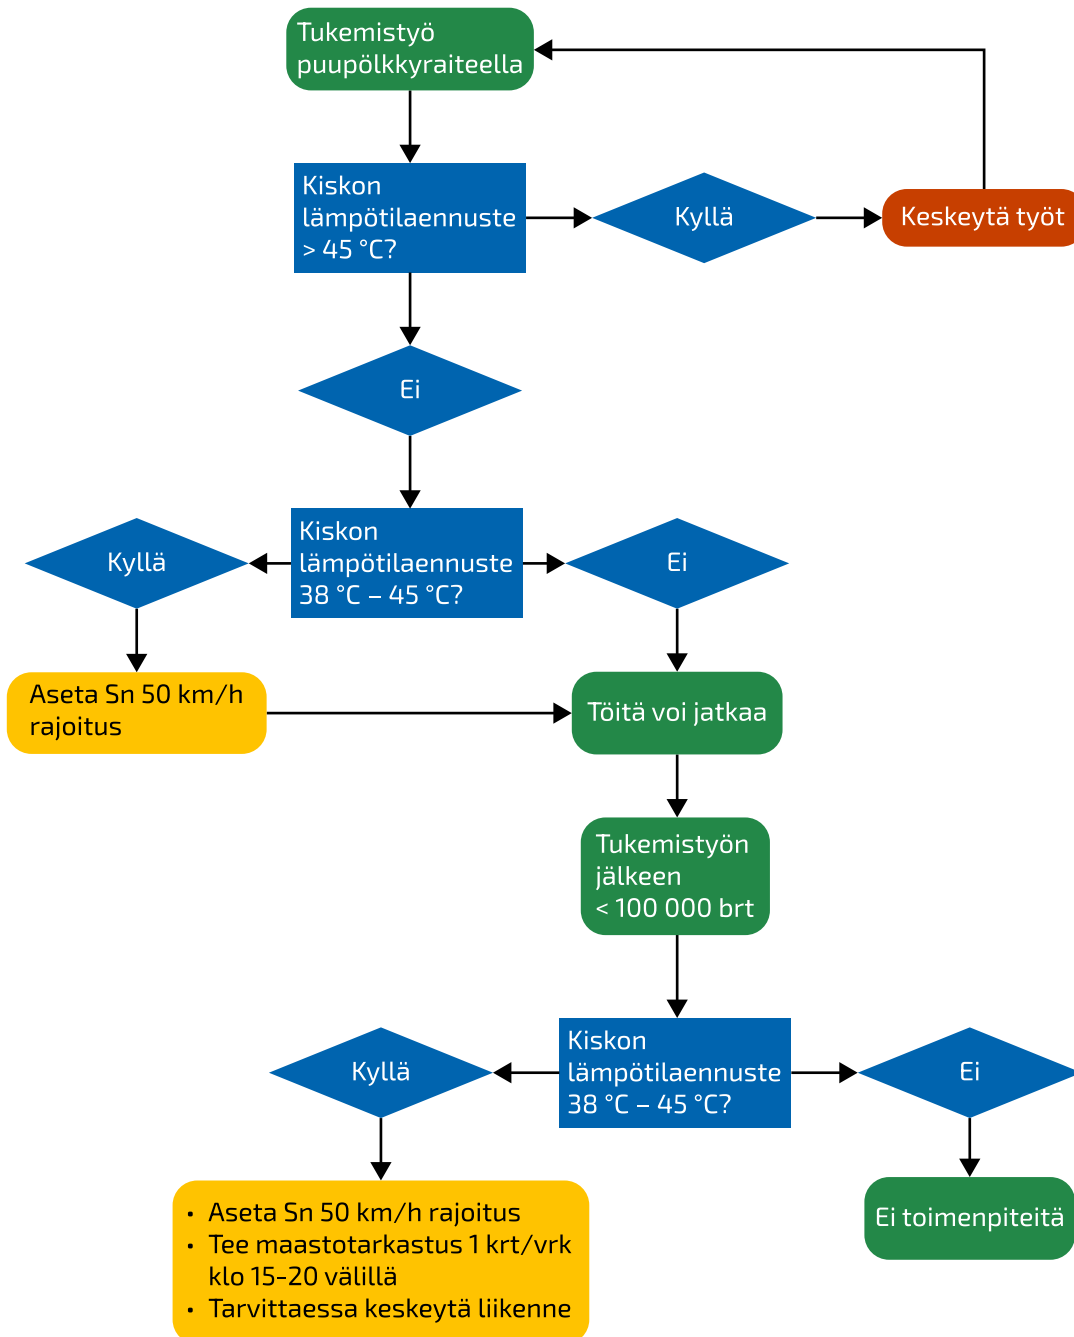 Tukemistyö
puupölkkyraiteella
Kiskon
lämpötilaennuste
> 45 °C?
Kyllä
Keskeytä työt
Ei
Kiskon
lämpötilaennuste
38 °C – 45 °C?
Kyllä
Ei
Aseta Sn 50 km/h
rajoitus
Töitä voi jatkaa
Tukemistyön
jälkeen
< 100 000 brt
Kiskon
lämpötilaennuste
38 °C – 45 °C?
Kyllä
Ei
• Aseta Sn 50 km/h rajoitus
• Tee maastotarkastus 1 krt/vrk
klo 15-20 välillä
• Tarvittaessa keskeytä liikenne
Ei toimenpiteitä